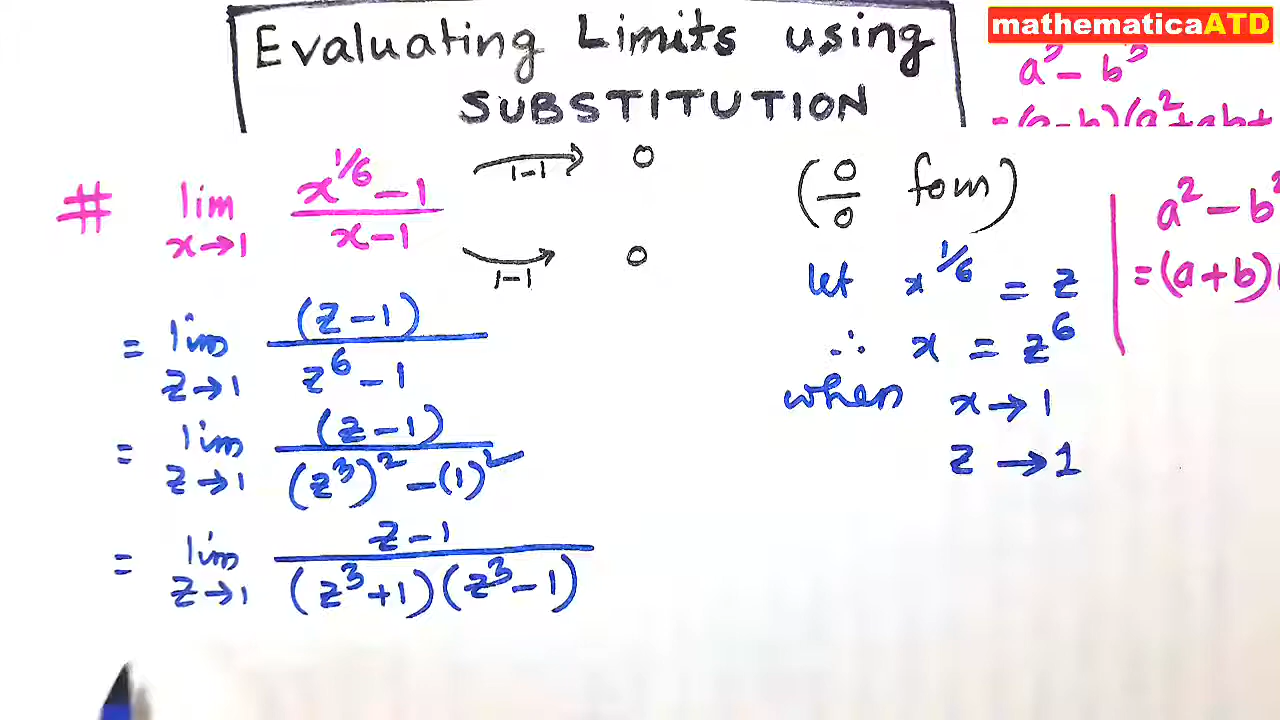 mathematicaATD
Evaluating Limits using
SUBSTITUTION
a³ - b³
= (a-b)(a²+ab+
# lim x→1 (x^{1/6} - 1)/(x - 1)
1-1 → 0
1-1 → 0
(0/0 form)
a² - b²
= (a+b)(
let x^{1/6} = z
∴ x = z⁶
when x → 1
z → 1
= lim z→1 (z-1)/(z⁶ - 1)
= lim z→1 (z-1)/((z³)² - (1)²)
= lim z→1 (z-1)/((z³+1)(z³-1))